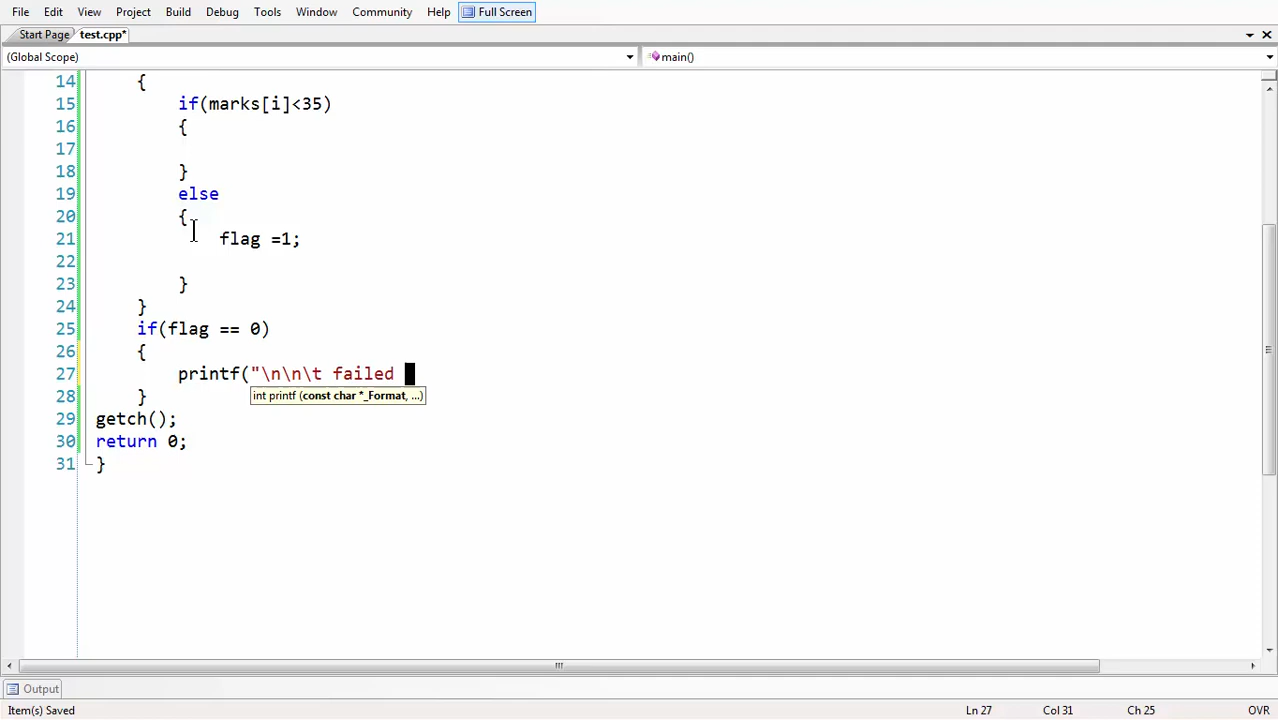 File Edit View Project Build Debug Tools Window Community Help Full Screen
Start Page test.cpp*
(Global Scope) main()
14 {
15 if(marks[i]<35)
16 {
17
18 }
19 else
20 {
21 flag =1;
22
23 }
24 }
25 if(flag == 0)
26 {
27 printf("\n\n\t failed
int printf (const char *_Format, ...)
28 }
29 getch();
30 return 0;
31 }
Output
Item(s) Saved Ln 27 Col 31 Ch 25 OVR